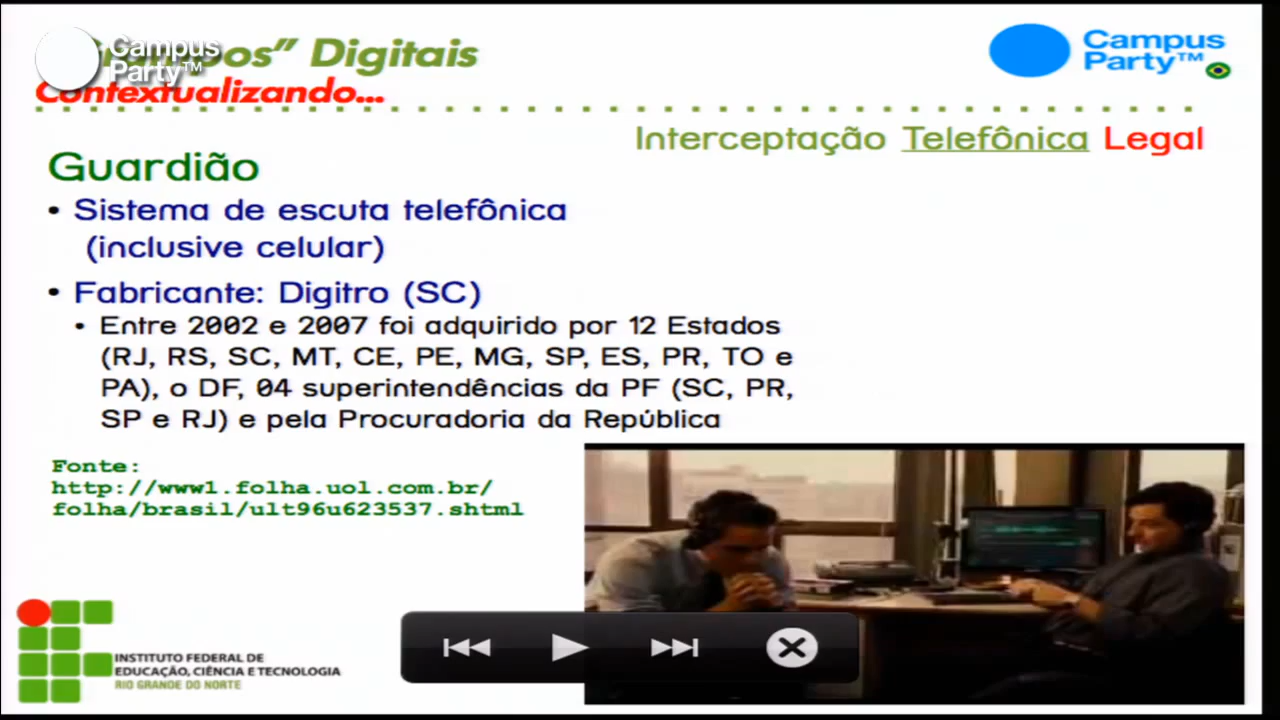 Campus
Party™
os” Digitais
Contextualizando...
Campus
Party™
Interceptação Telefônica Legal
Guardião
• Sistema de escuta telefônica
(inclusive celular)
• Fabricante: Digitro (SC)
• Entre 2002 e 2007 foi adquirido por 12 Estados
(RJ, RS, SC, MT, CE, PE, MG, SP, ES, PR, TO e
PA), o DF, 04 superintendências da PF (SC, PR,
SP e RJ) e pela Procuradoria da República
Fonte:
http://www1.folha.uol.com.br/
folha/brasil/ult96u623537.shtml
INSTITUTO FEDERAL DE
EDUCAÇÃO, CIÊNCIA E TECNOLOGIA
RIO GRANDE DO NORTE